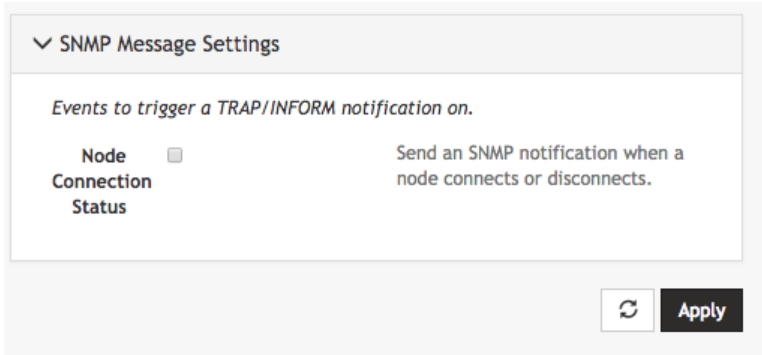 SNMP Message Settings
Events to trigger a TRAP/INFORM notification on.
Node
Connection
Status
Send an SNMP notification when a
node connects or disconnects.
Apply